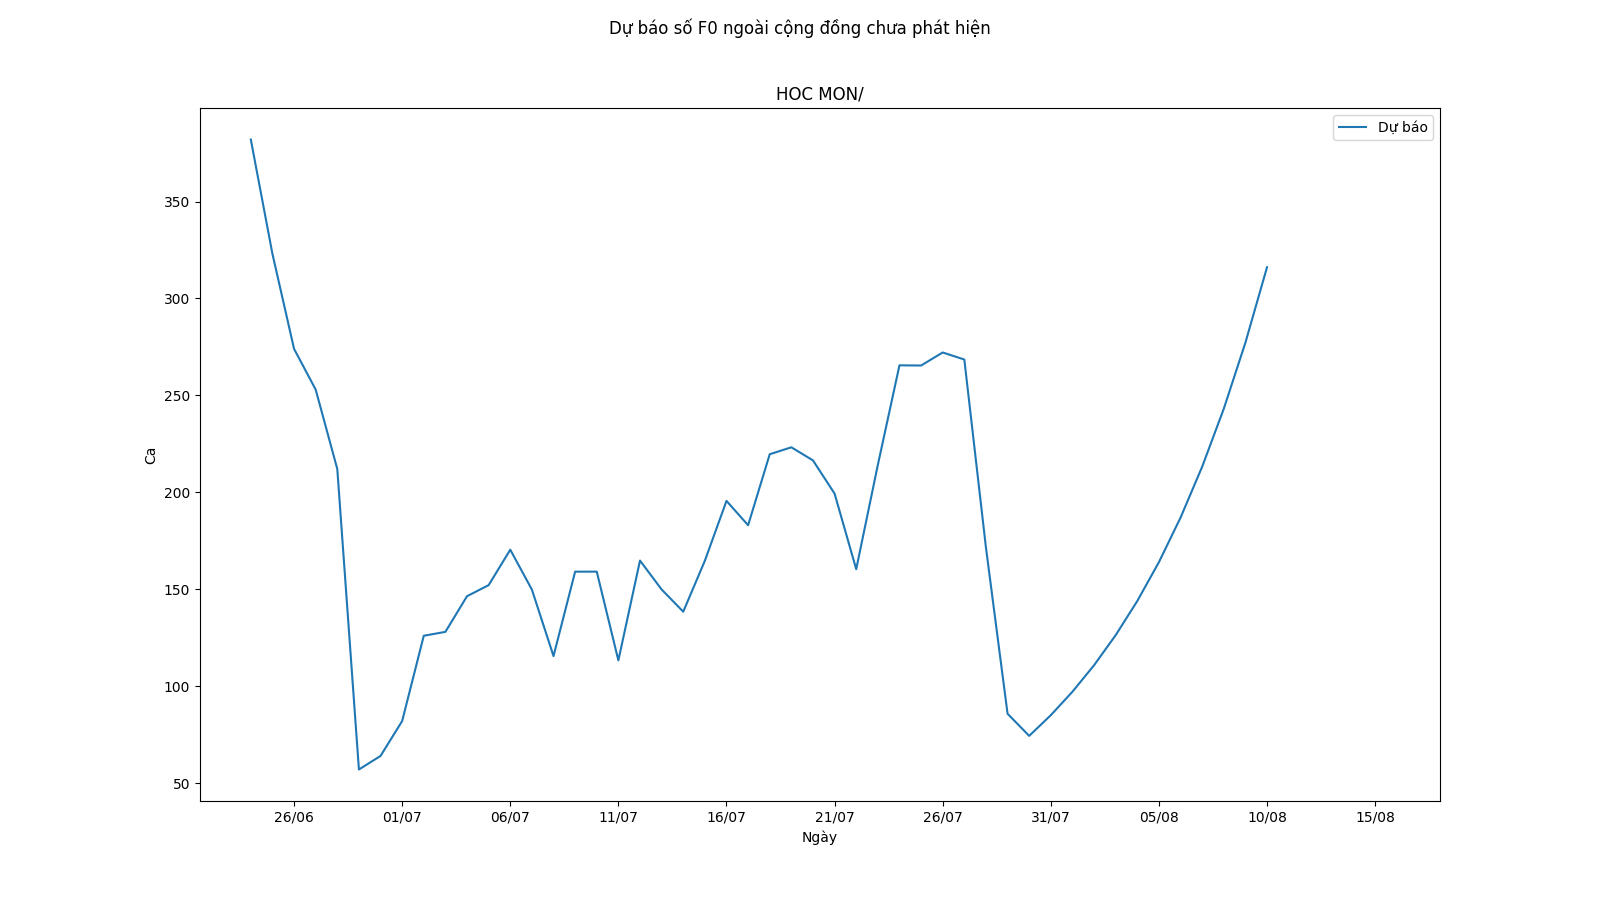 Dự báo số F0 ngoài cộng đồng chưa phát hiện
HOC MON/
Dự báo
350
300
250
200
150
100
50
Ca
26/06 01/07 06/07 11/07 16/07 21/07 26/07 31/07 05/08 10/08 15/08
Ngày